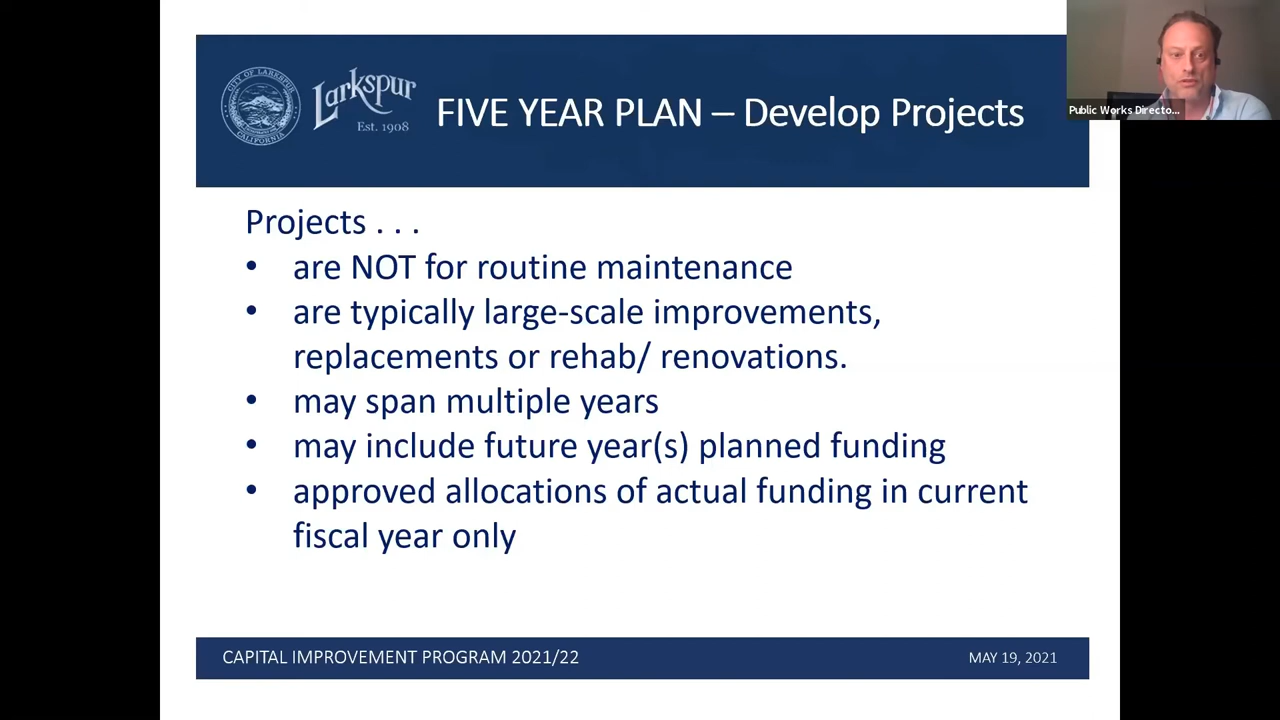 CITY OF LARKSPUR
CALIFORNIA
Larkspur
Est. 1908
FIVE YEAR PLAN – Develop Projects
Public Works Directo...
Projects . . .
• are NOT for routine maintenance
• are typically large-scale improvements,
replacements or rehab/ renovations.
• may span multiple years
• may include future year(s) planned funding
• approved allocations of actual funding in current
fiscal year only
CAPITAL IMPROVEMENT PROGRAM 2021/22
MAY 19, 2021